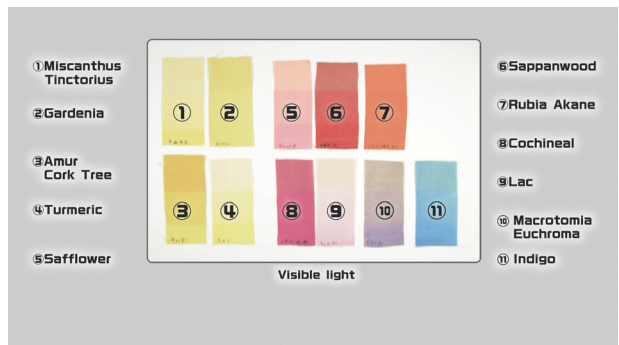 ①Miscanthus
Tinctorius
②Gardenia
③Amur
Cork Tree
④Turmeric
⑤Safflower
① ② ⑤ ⑥ ⑦
③ ④ ⑧ ⑨ ⑩ ⑪
⑥Sappanwood
⑦Rubia Akane
⑧Cochineal
⑨Lac
⑩ Macrotomia
Euchroma
⑪ Indigo
Visible light